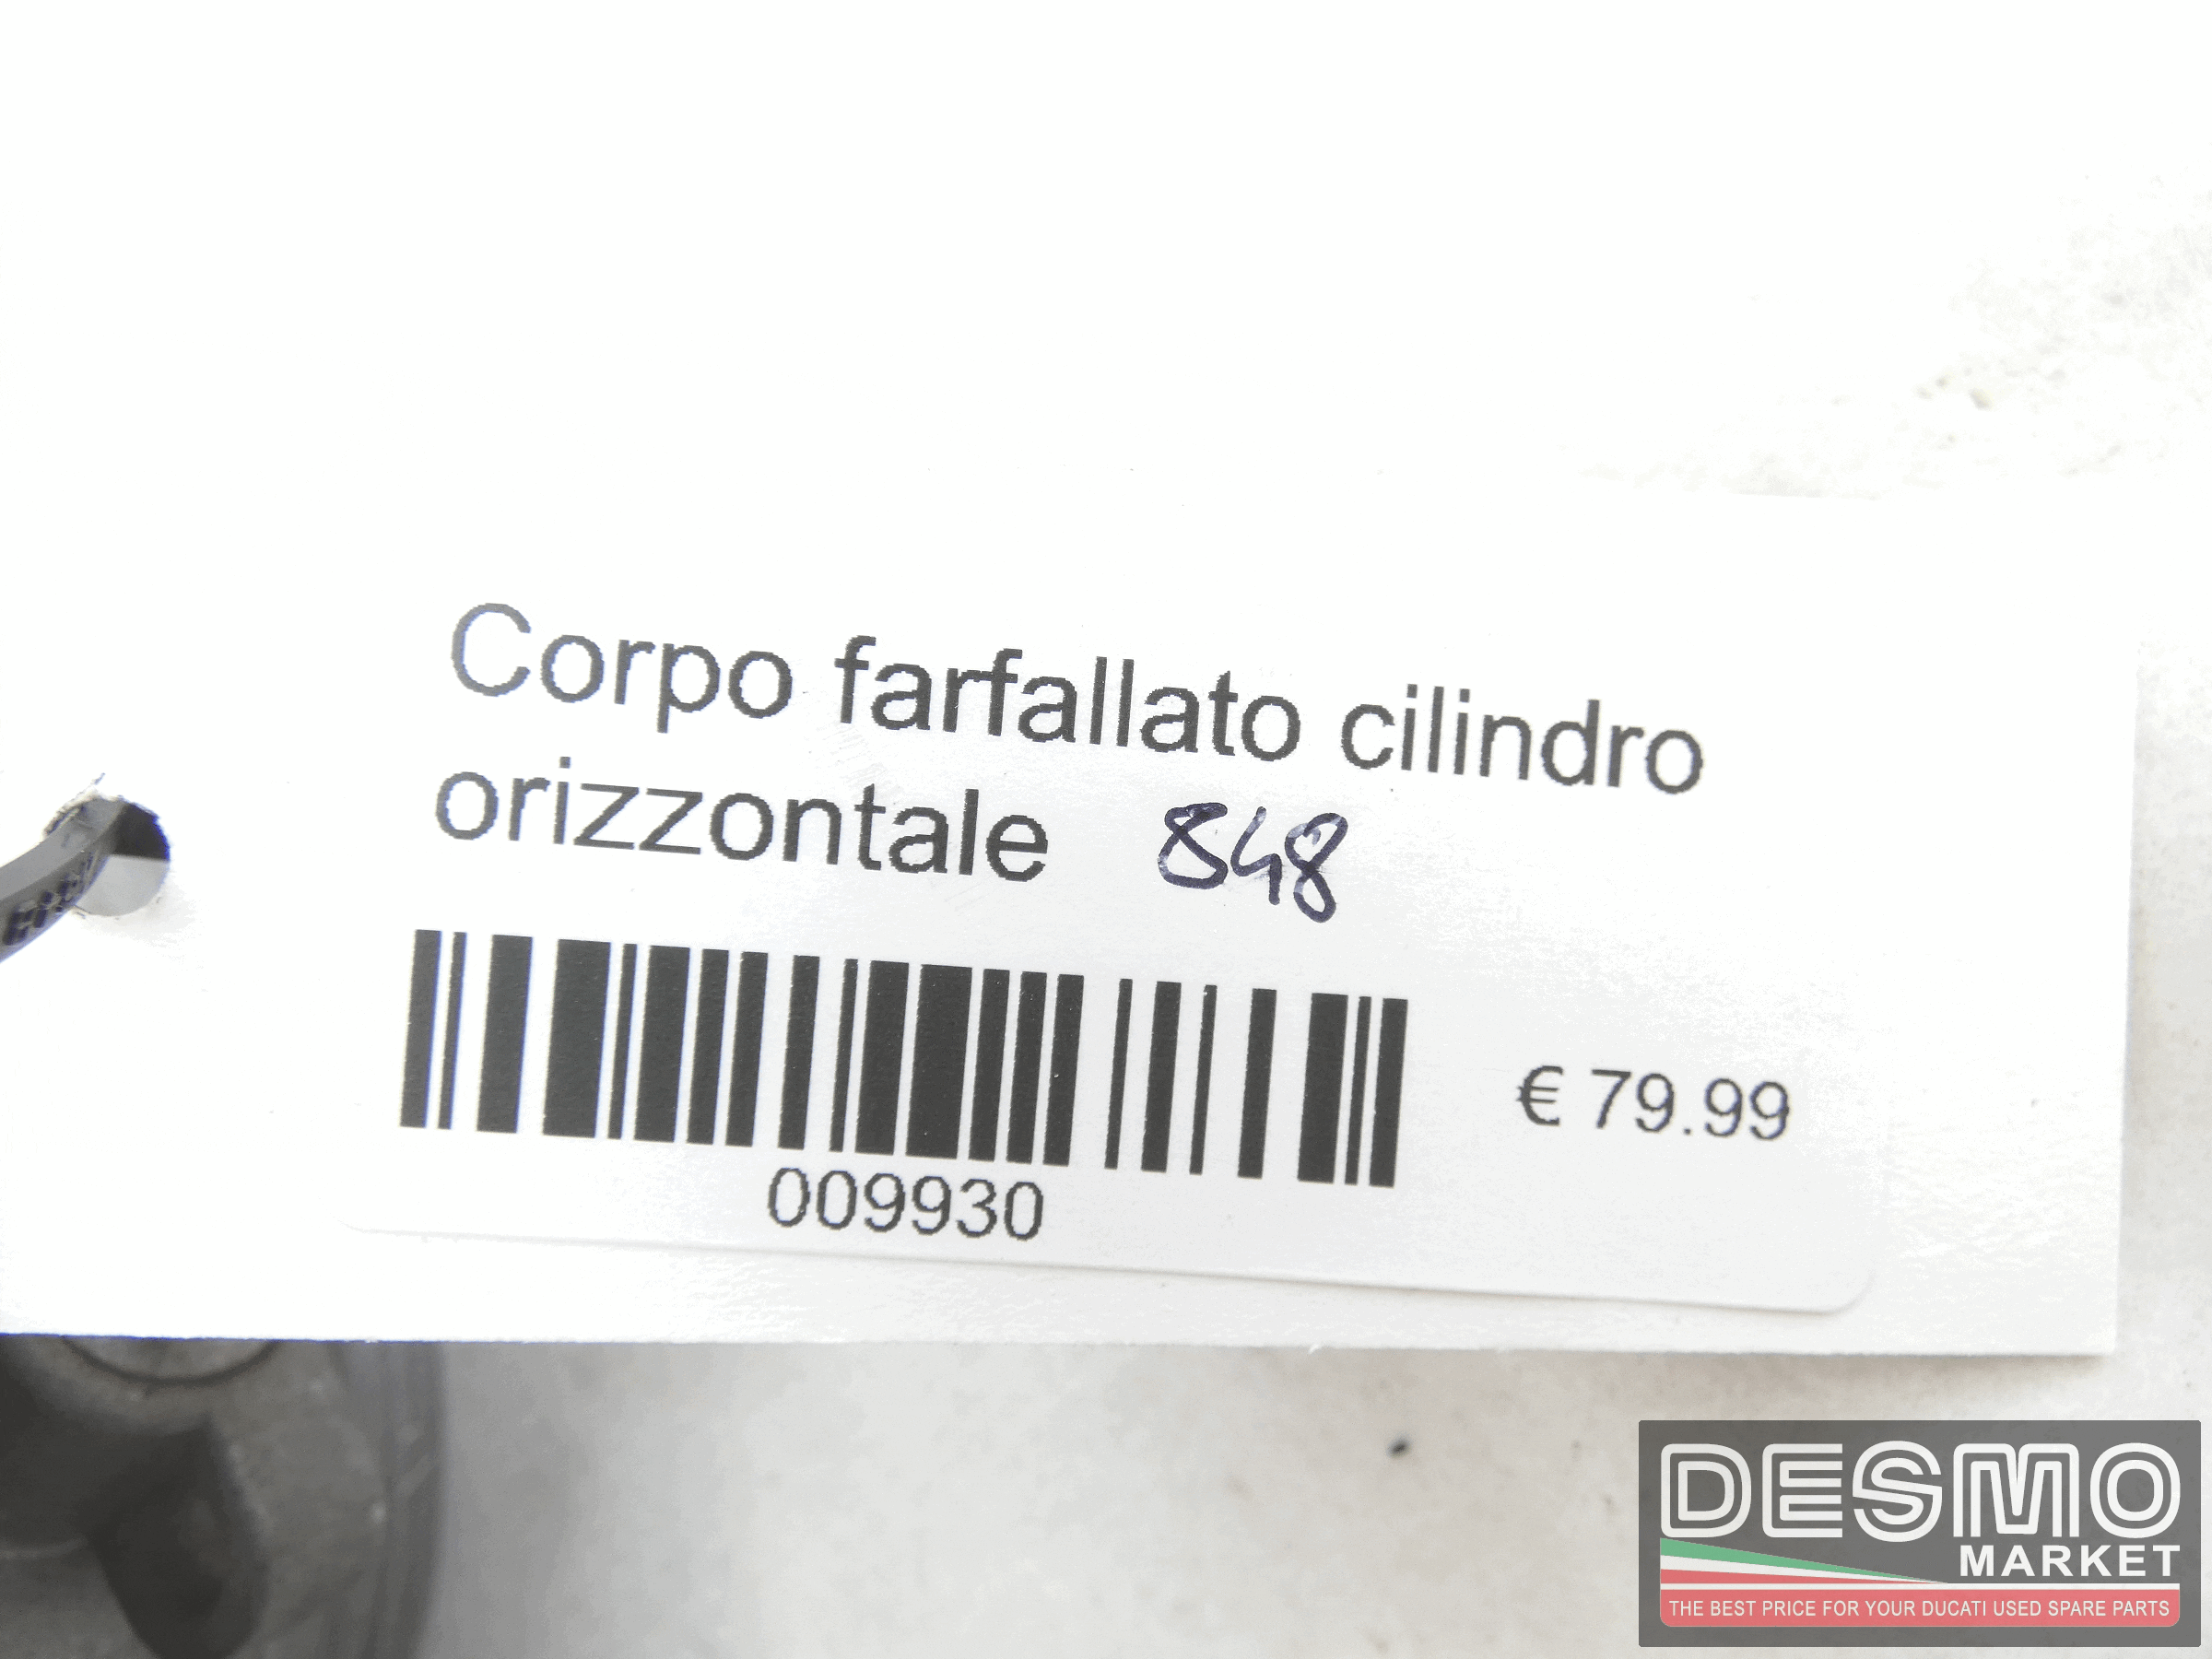 Corpo farfallato cilindro
orizzontale 848
009930
€ 79.99
DESMO
MARKET
THE BEST PRICE FOR YOUR DUCATI USED SPARE PARTS